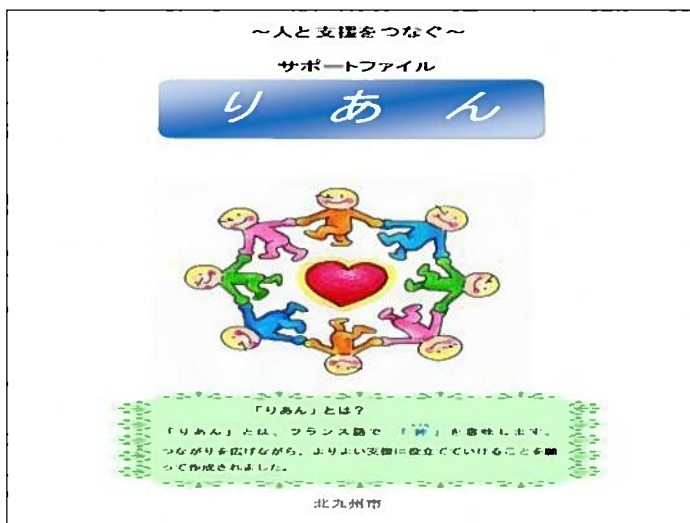 ～人と支援をつなぐ～
サポートファイル
りあん
「りあん」とは？
「りあん」とは、フランス語で 「絆」 を意味します。
つながりを広げながら、よりよい支援に役立てていけることを願
って作成されました。
北九州市